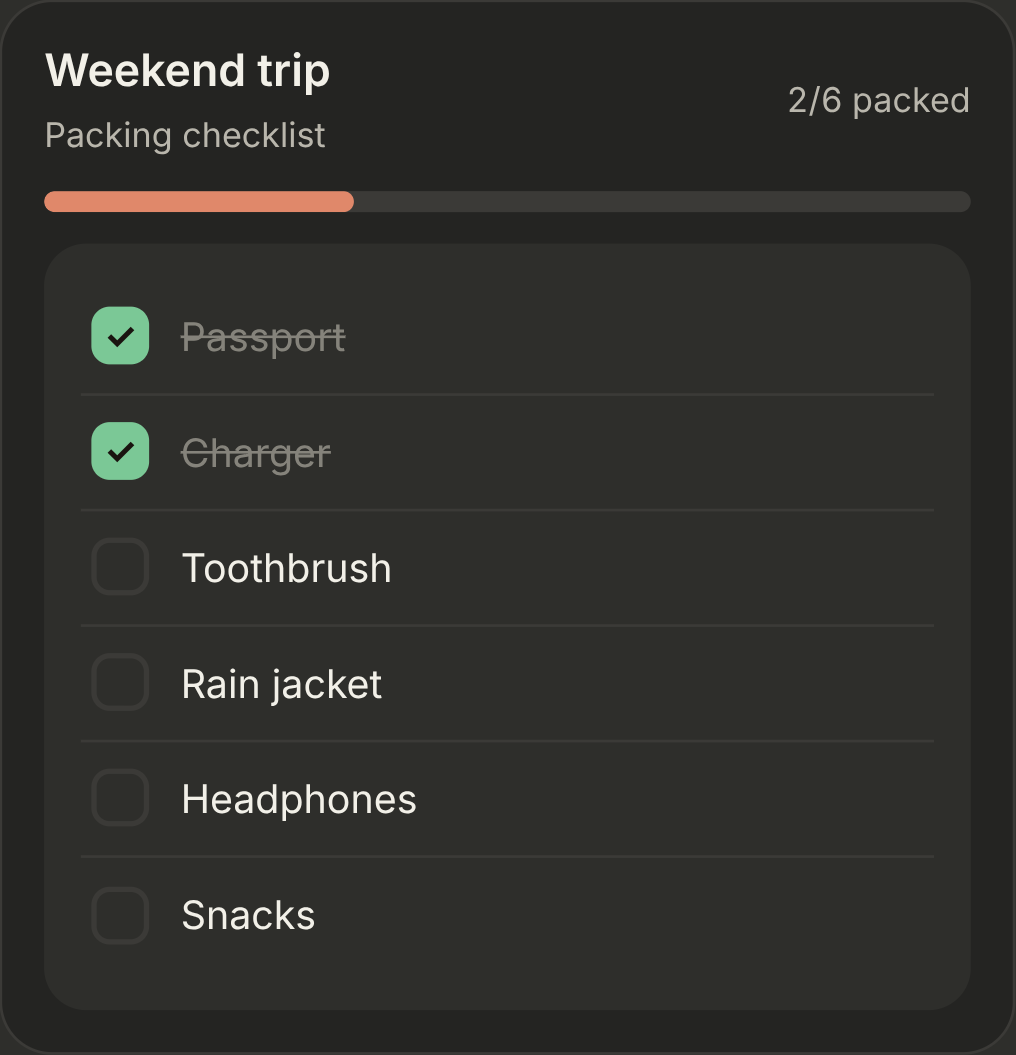 Weekend trip
Packing checklist
2/6 packed
Passport
Charger
Toothbrush
Rain jacket
Headphones
Snacks